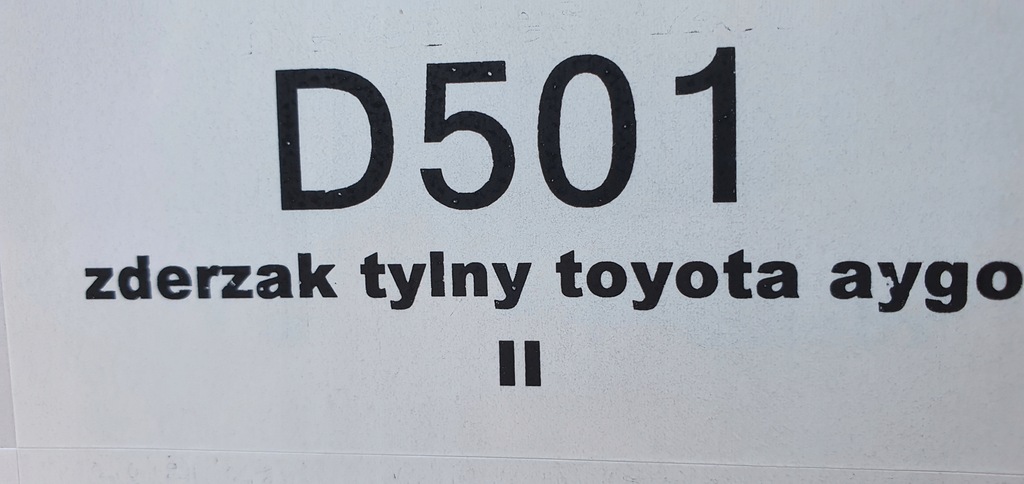 D501
zderzak tylny toyota aygo
II